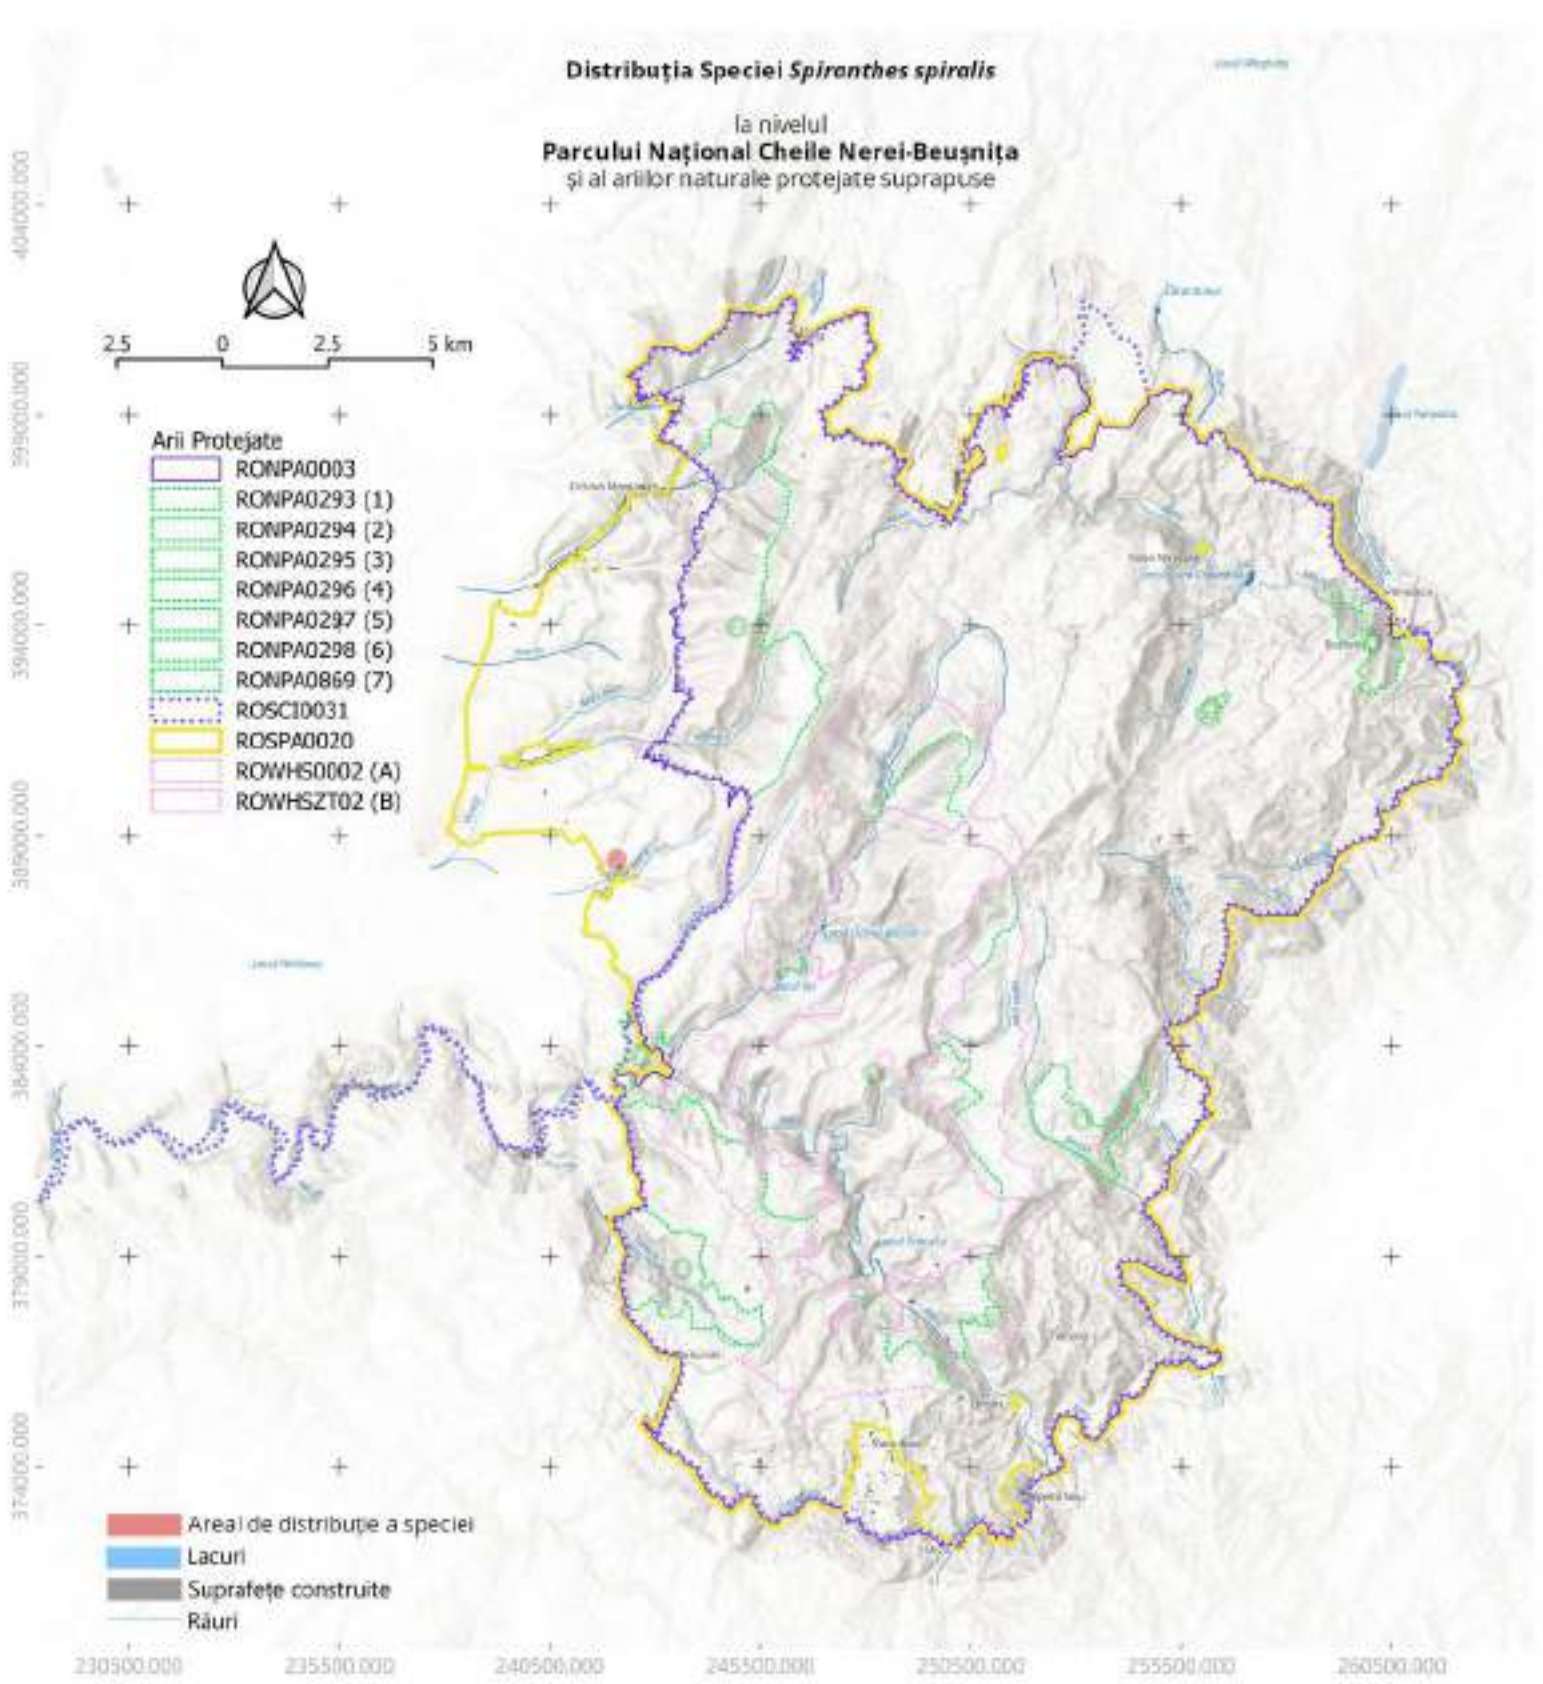 Distribuția Speciei Spiranthes spiralis
la nivelul
Parcului Național Cheile Nerei-Beușnița
și al ariilor naturale protejate suprapuse
404000.000
399000.000
394000.000
389000.000
384000.000
379000.000
374000.000
2.5 0 2.5 5 km
Arii Protejate
RONPA0003
RONPA0293 (1)
RONPA0294 (2)
RONPA0295 (3)
RONPA0296 (4)
RONPA0297 (5)
RONPA0298 (6)
RONPA0869 (7)
ROSCI0031
ROSPA0020
ROWHS0002 (A)
ROWHSZT02 (B)
Areal de distribuție a speciei
Lacuri
Suprafețe construite
Râuri
230500.000 235500.000 240500.000 245500.000 250500.000 255500.000 260500.000